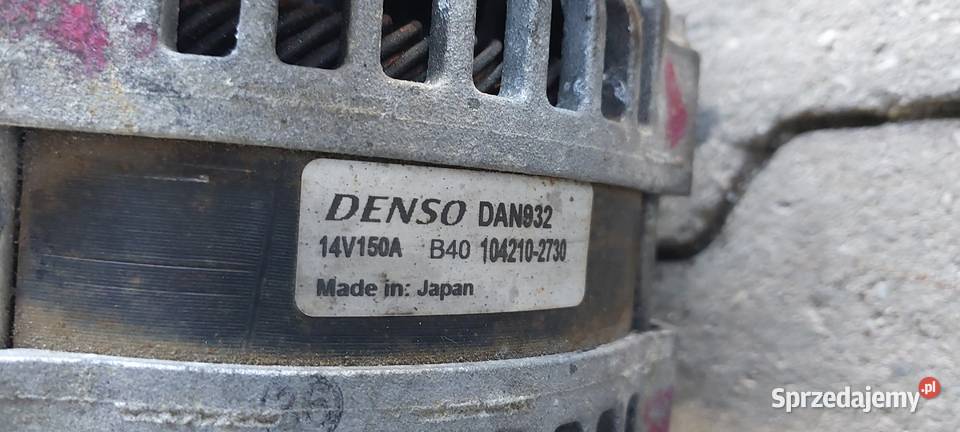 DENSO DAN932
14V150A B40 104210-2730
Made in: Japan
Sprzedajemy.pl